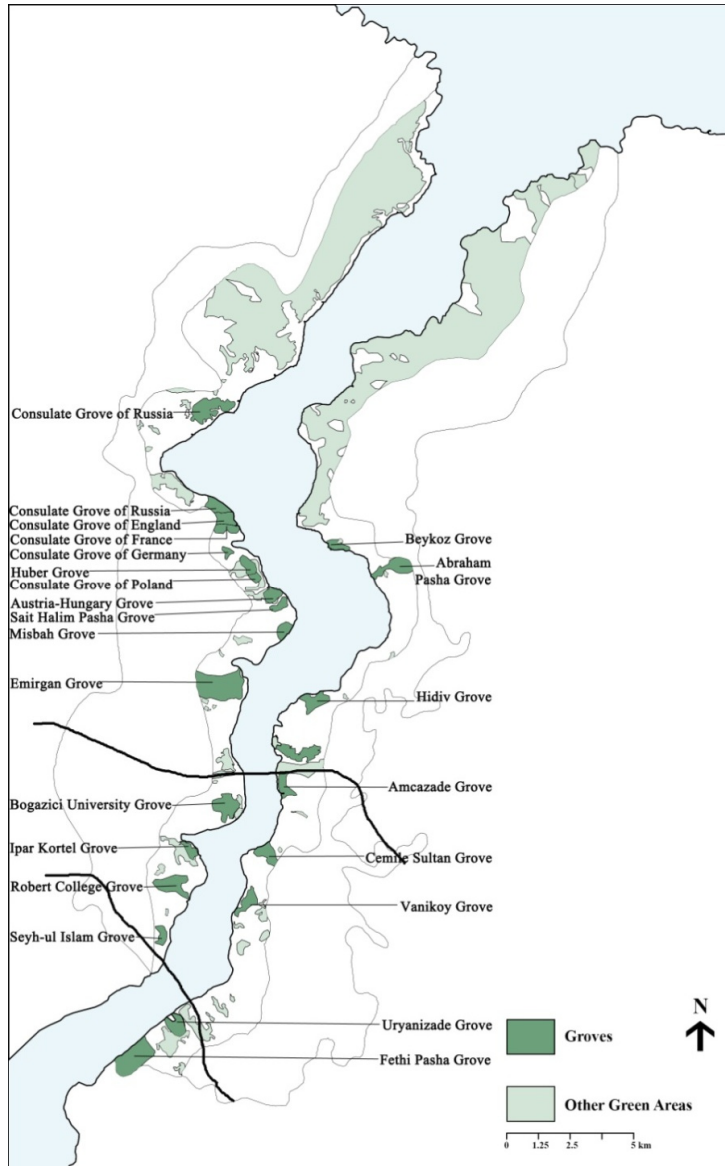 Consulate Grove of Russia
Consulate Grove of Russia
Consulate Grove of England
Consulate Grove of France
Consulate Grove of Germany
Huber Grove
Consulate Grove of Poland
Austria-Hungary Grove
Sait Halim Pasha Grove
Misbah Grove
Emirgan Grove
Bogazici University Grove
Ipar Kortel Grove
Robert College Grove
Seyh-ul Islam Grove
Beykoz Grove
Abraham
Pasha Grove
Hidiv Grove
Amcazade Grove
Cemile Sultan Grove
Vanikoy Grove
Uryanizade Grove
Fethi Pasha Grove
N
Groves
Other Green Areas
0 1.25 2.5 5 km